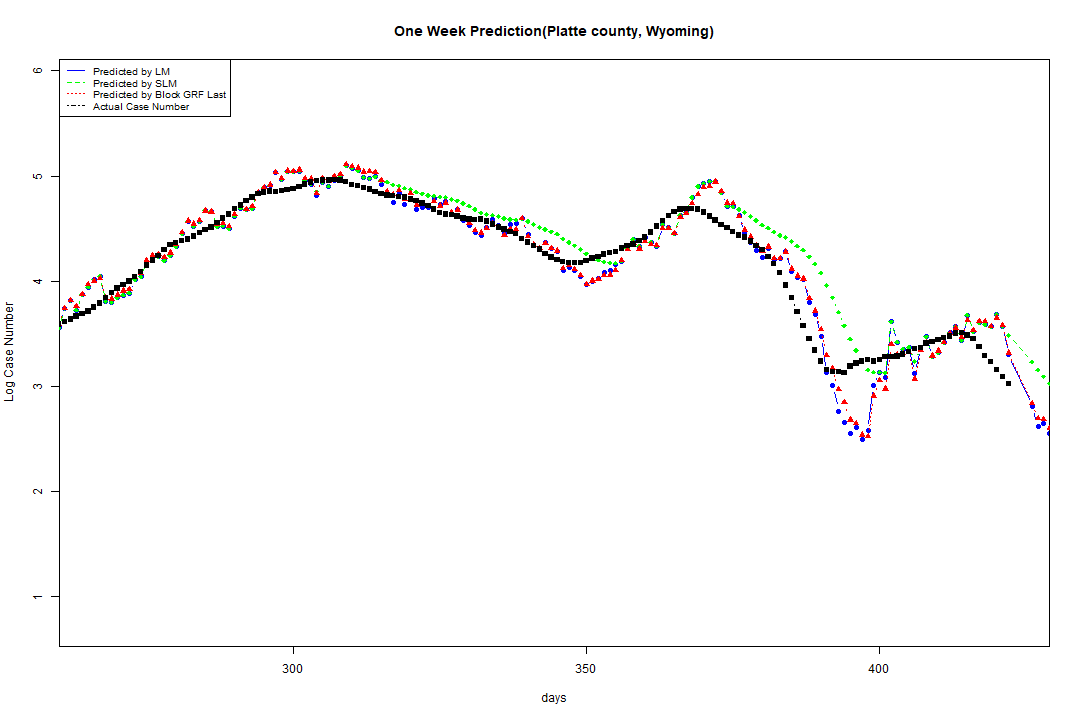 One Week Prediction(Platte county, Wyoming)
Predicted by LM
Predicted by SLM
Predicted by Block GRF Last
Actual Case Number
6
5
4
3
2
1
Log Case Number
300
350
400
days